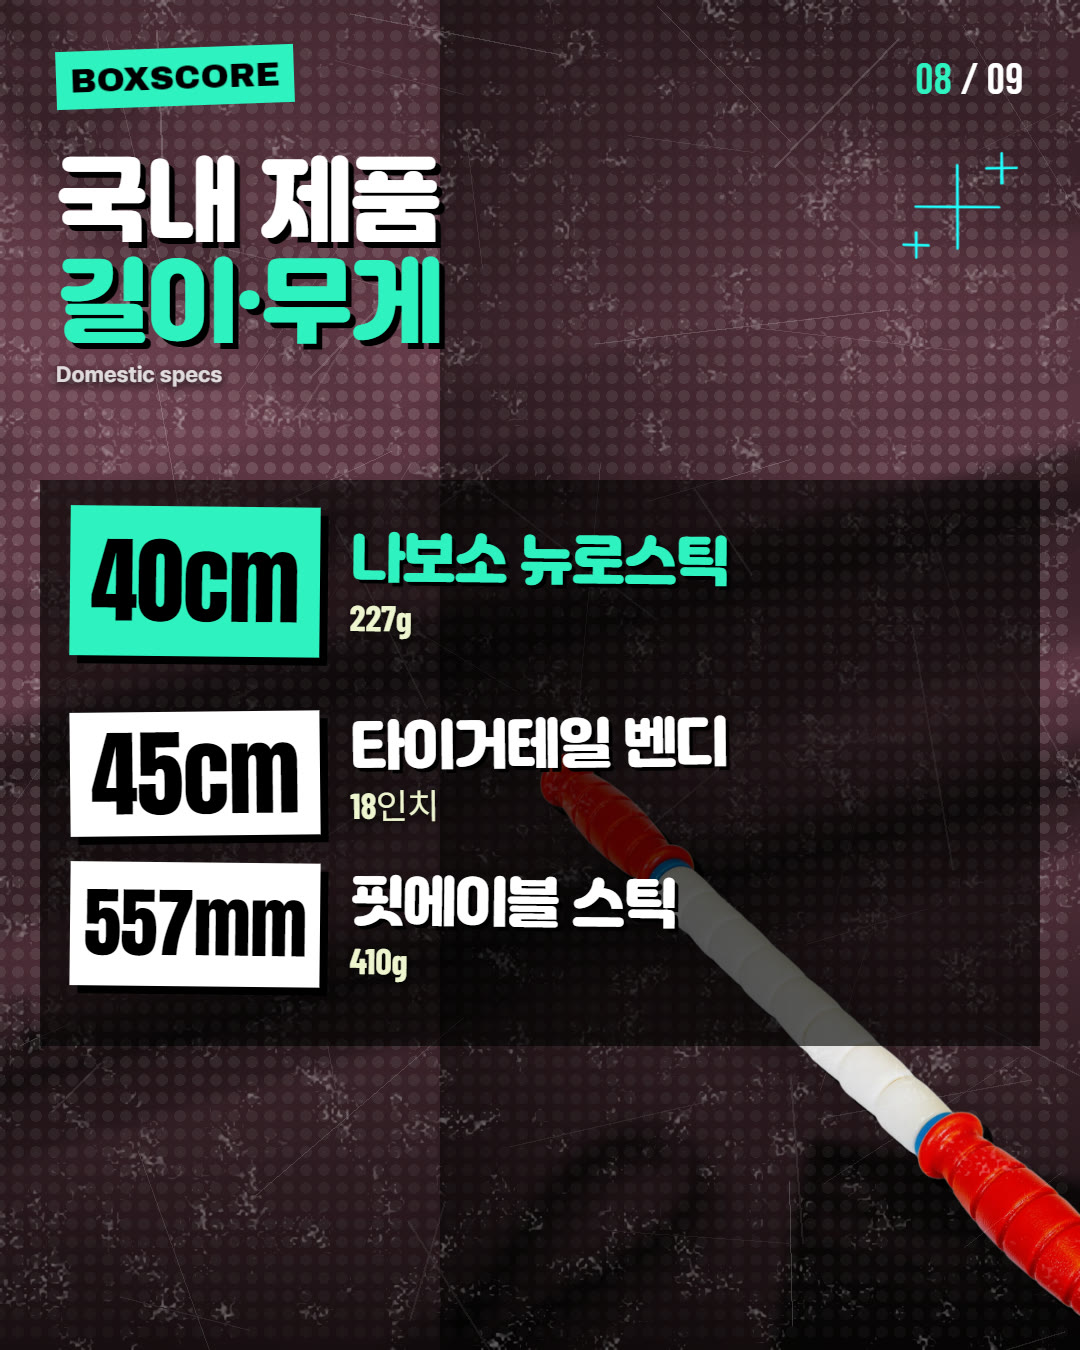 BOXSCORE
08 / 09
국내 제품
길이·무게
Domestic specs
40cm
나보소 뉴로스틱
227g
45cm
타이거테일 벤디
18인치
557mm
핏에이블 스틱
410g